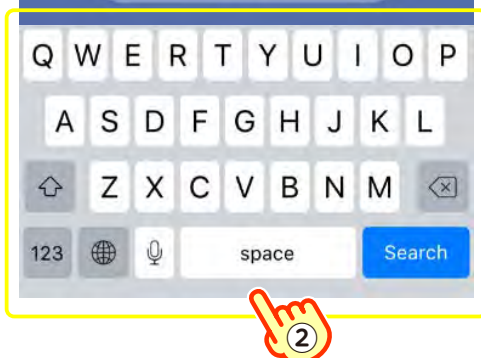 Q W E R T Y U I O P
A S D F G H J K L
Z X C V B N M
123 space Search
②